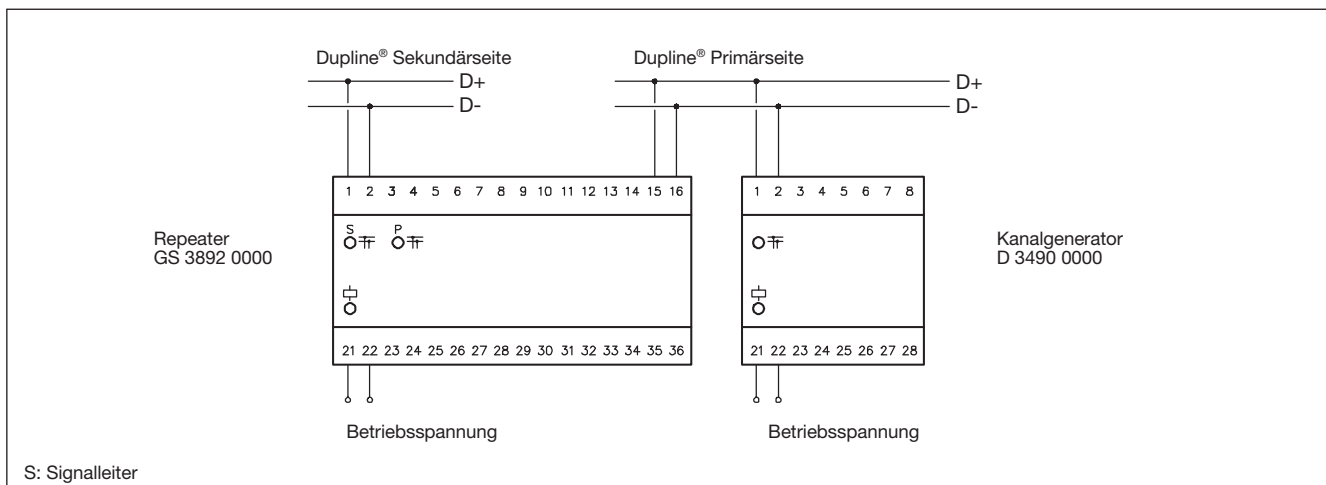 Dupline® Sekundärseite Dupline® Primärseite
D+ D+
D- D-
1 2 3 4 5 6 7 8 9 10 11 12 13 14 15 16 1 2 3 4 5 6 7 8
S P
Repeater
GS 3892 0000
Kanalgenerator
D 3490 0000
21 22 23 24 25 26 27 28 29 30 31 32 33 34 35 36 21 22 23 24 25 26 27 28
Betriebsspannung Betriebsspannung
S: Signalleiter